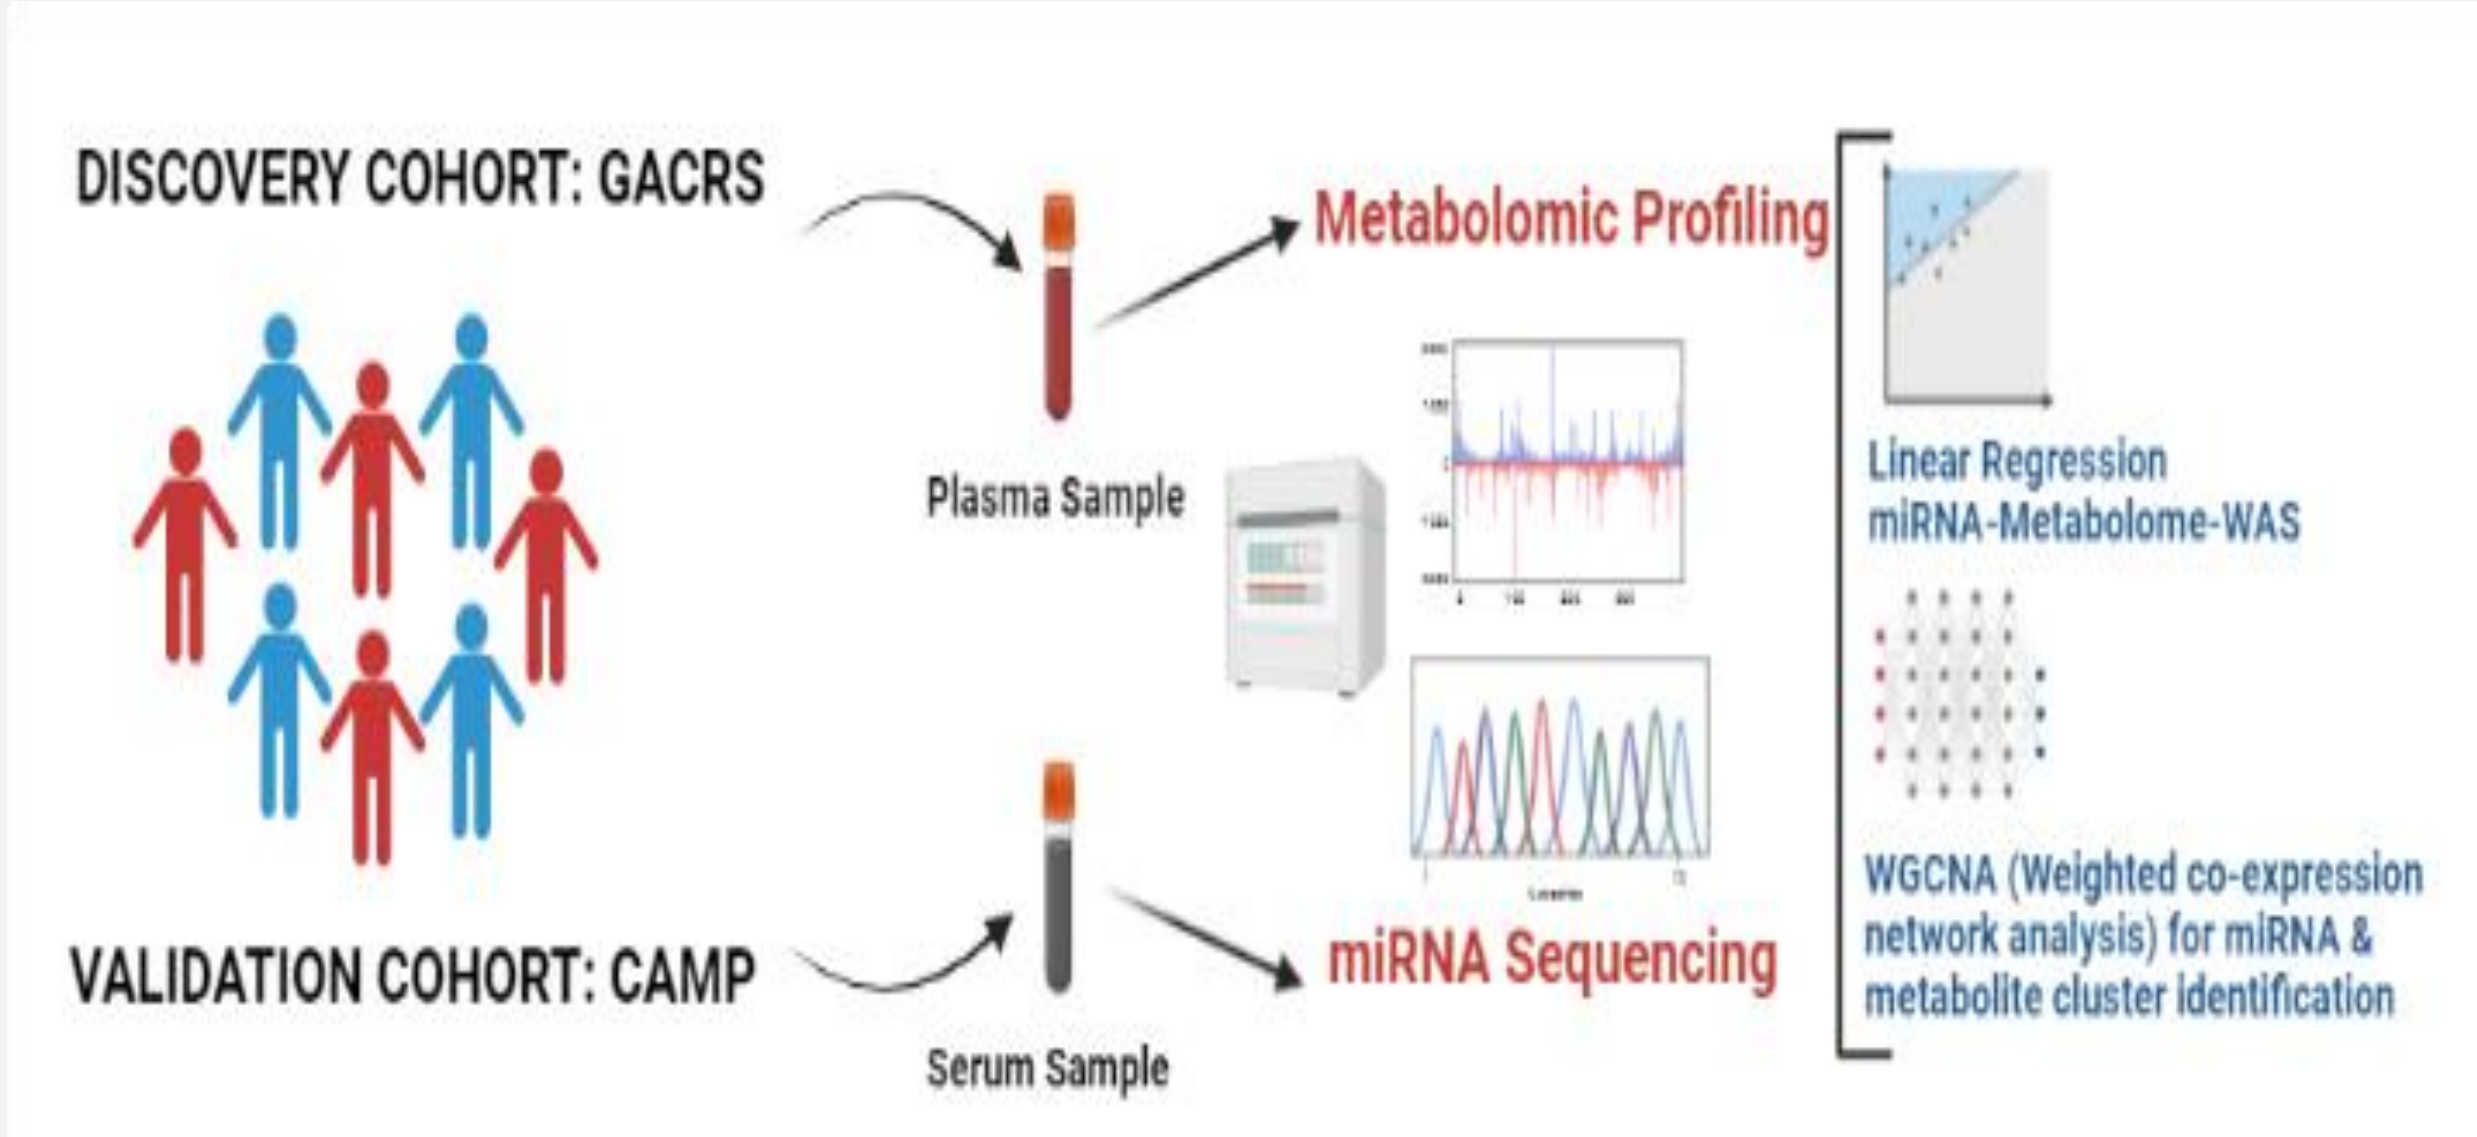 DISCOVERY COHORT: GACRS
Plasma Sample
Metabolomic Profiling
Linear Regression
miRNA-Metabolome-WAS
VALIDATION COHORT: CAMP
Serum Sample
miRNA Sequencing
WGCNA (Weighted co-expression
network analysis) for miRNA &
metabolite cluster identification